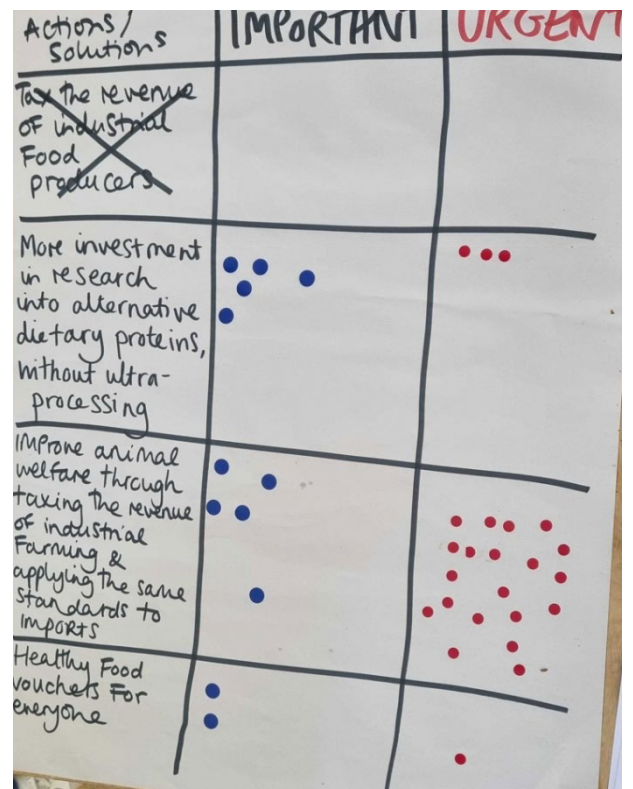 Actions/
Solutions
IMPORTANT
URGENT
Tax the revenue
of industrial
Food
producers
More investment
in research
into alternative
dietary proteins,
without ultra-
processing
IMPROVE animal
welfare through
taxing the revenue
of industrial
Farming &
applying the same
standards to
IMPORTS
Healthy Food
vouchers For
everyone